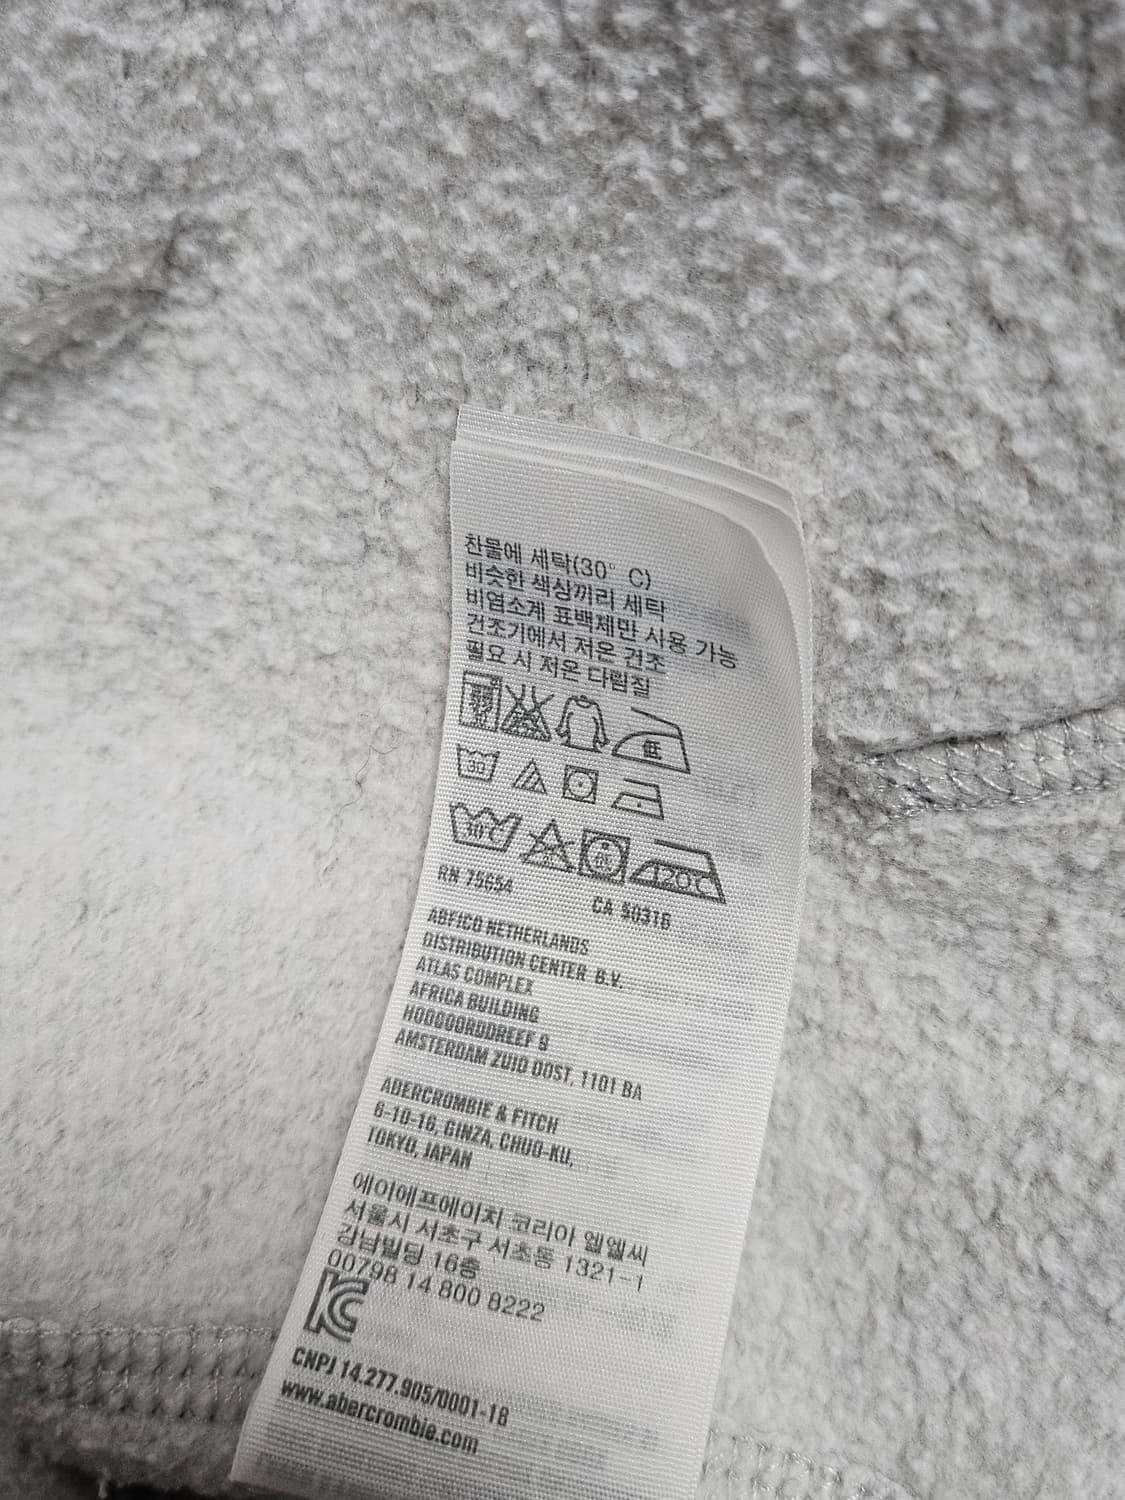 찬물에 세탁(30° C)
비슷한 색상끼리 세탁
비염소계 표백제만 사용 가능
건조기에서 저온 건조
필요 시 저온 다림질
低
30
120℃
RN 75654
CA 50316
ABFICO NETHERLANDS
DISTRIBUTION CENTER B.V.
ATLAS COMPLEX
AFRICA BUILDING
HOOGOORDDREEF 9
AMSTERDAM ZUID OOST, 1101 BA
ABERCROMBIE & FITCH
6-10-16, GINZA, CHUO-KU,
TOKYO, JAPAN
에이에프에이치 코리아 엘엘씨
서울시 서초구 서초동 1321-1
강남빌딩 16층
00798 14 800 8222
KC
CNPJ 14.277.905/0001-18
www.abercrombie.com